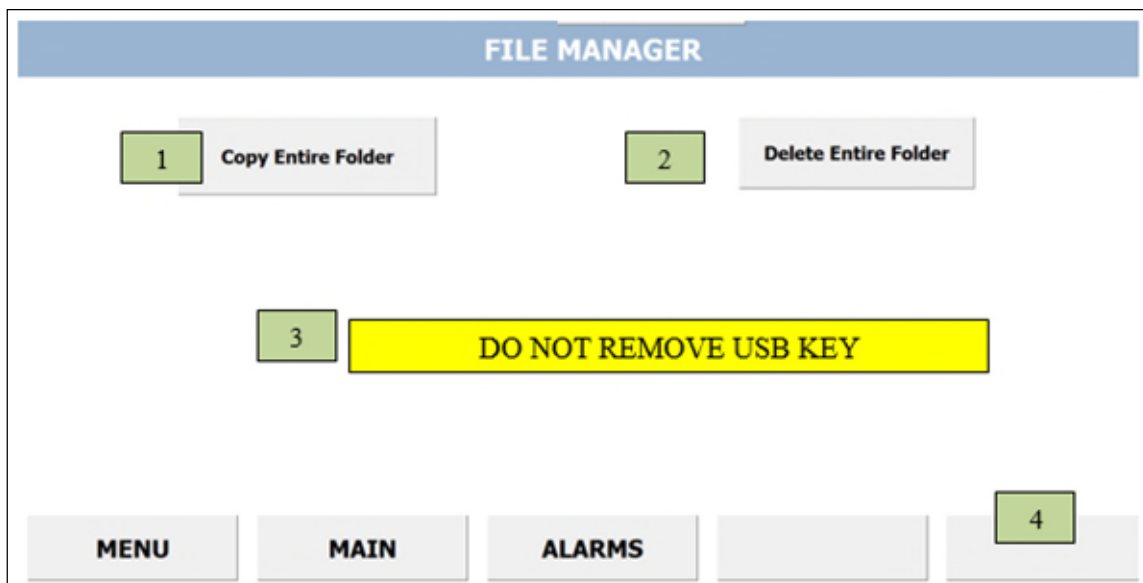 FILE MANAGER
1
Copy Entire Folder
2
Delete Entire Folder
3
DO NOT REMOVE USB KEY
4
MENU
MAIN
ALARMS